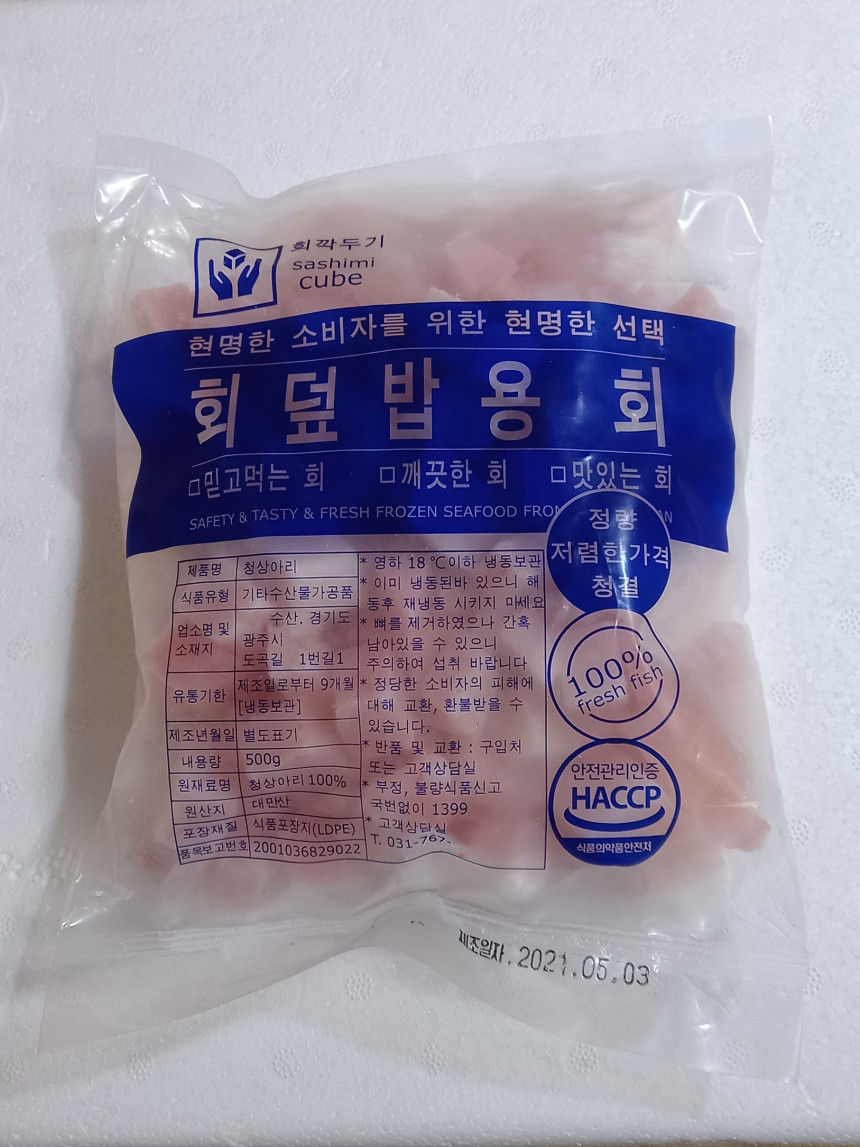 회깍두기
sashimi
cube
현명한 소비자를 위한 현명한 선택
회덮밥용 회
□믿고먹는 회 □깨끗한 회 □맛있는 회
SAFETY & TASTY & FRESH FROZEN SEAFOOD
정량
저렴한가격
청결
제품명 청상아리
식품유형 기타수산물가공품
업소명 및 소재지
수산. 경기도
광주시
도곡길 1번길1
유통기한 제조일로부터 9개월
[냉동보관]
제조년월일 별도표기
내용량 500g
원재료명 청상아리 100%
원산지 대만산
포장재질 식품포장지(LDPE)
품목보고번호 2001036829022
* 영하 18℃이하 냉동보관
* 이미 냉동된바 있으니 해
동후 재냉동 시키지 마세요
* 뼈를 제거하였으나 간혹
남아있을 수 있으니
주의하여 섭취 바랍니다
* 정당한 소비자의 피해에
대해 교환, 환불받을 수
있습니다.
* 반품 및 교환 : 구입처
또는 고객상담실
* 부정, 불량식품신고
국번없이 1399
* 고객상담실
T. 031-767-
100%
fresh fish
안전관리인증
HACCP
식품의약품안전처
제조일자. 2021.05.03